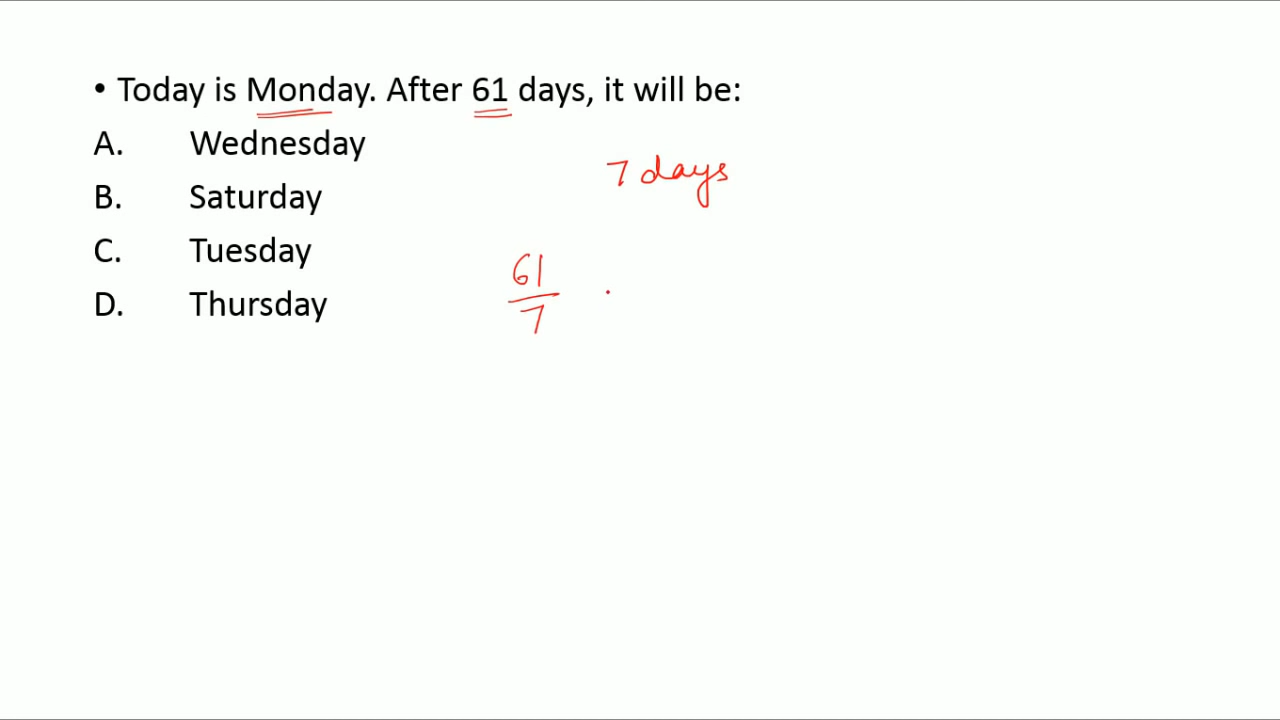 • Today is Monday. After 61 days, it will be:
A. Wednesday
7 days
B. Saturday
C. Tuesday
D. Thursday
61
7